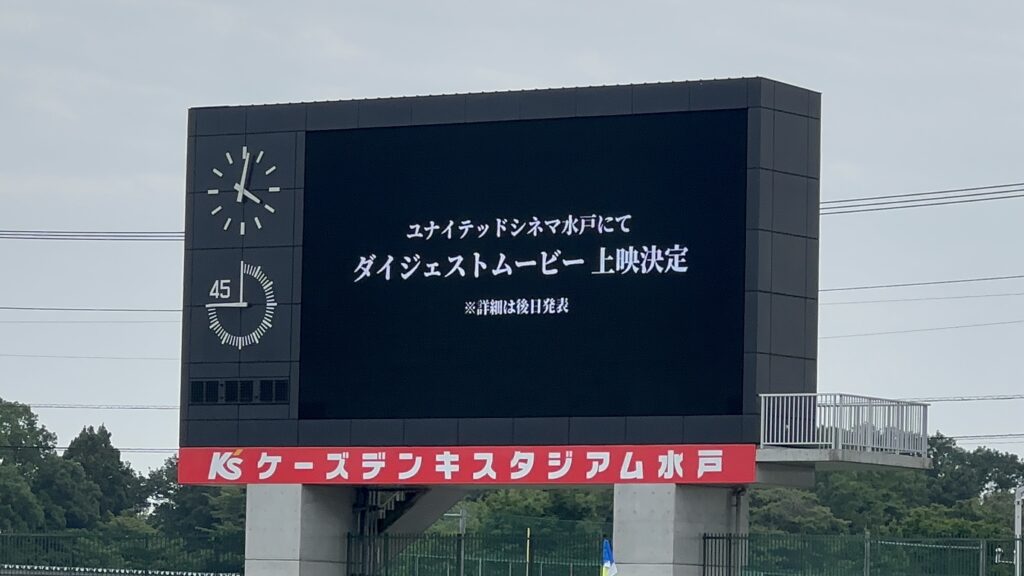 ユナイテッドシネマ水戸にて
ダイジェストムービー 上映決定
※詳細は後日発表
45
K's ケーズデンキスタジアム水戸